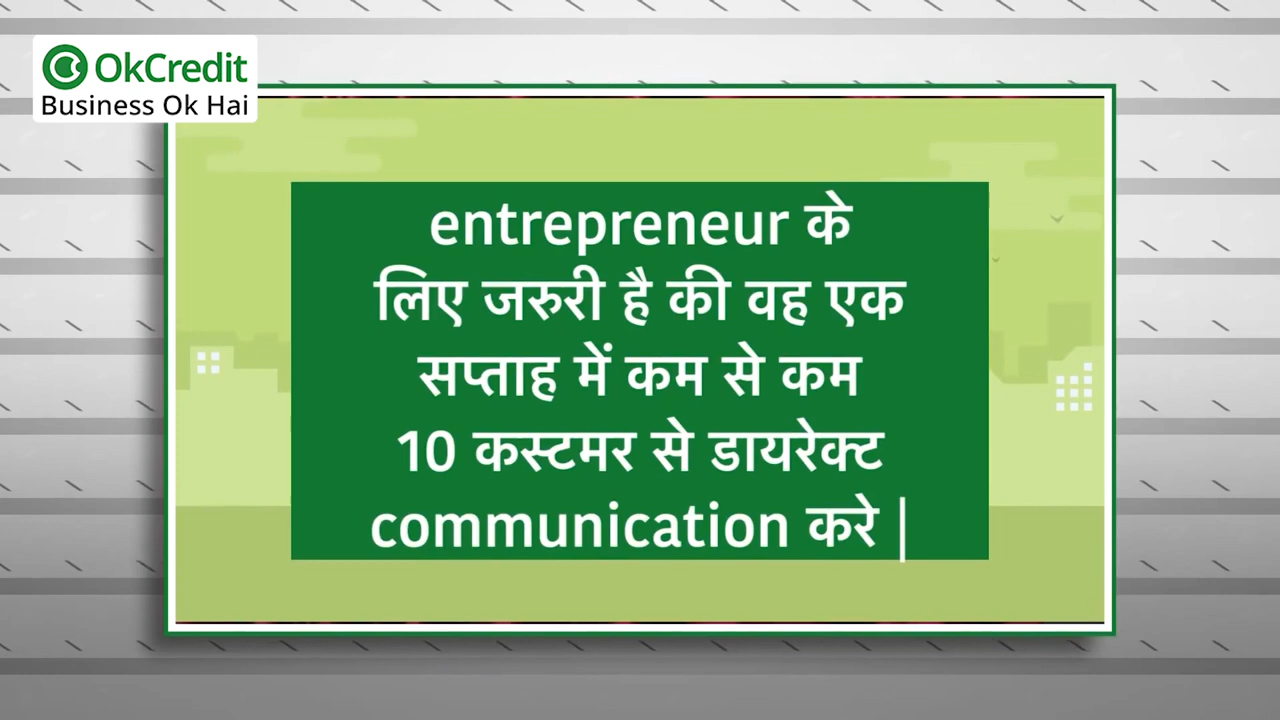 OkCredit
Business Ok Hai
entrepreneur के
लिए जरुरी है की वह एक
सप्ताह में कम से कम
10 कस्टमर से डायरेक्ट
communication करे |